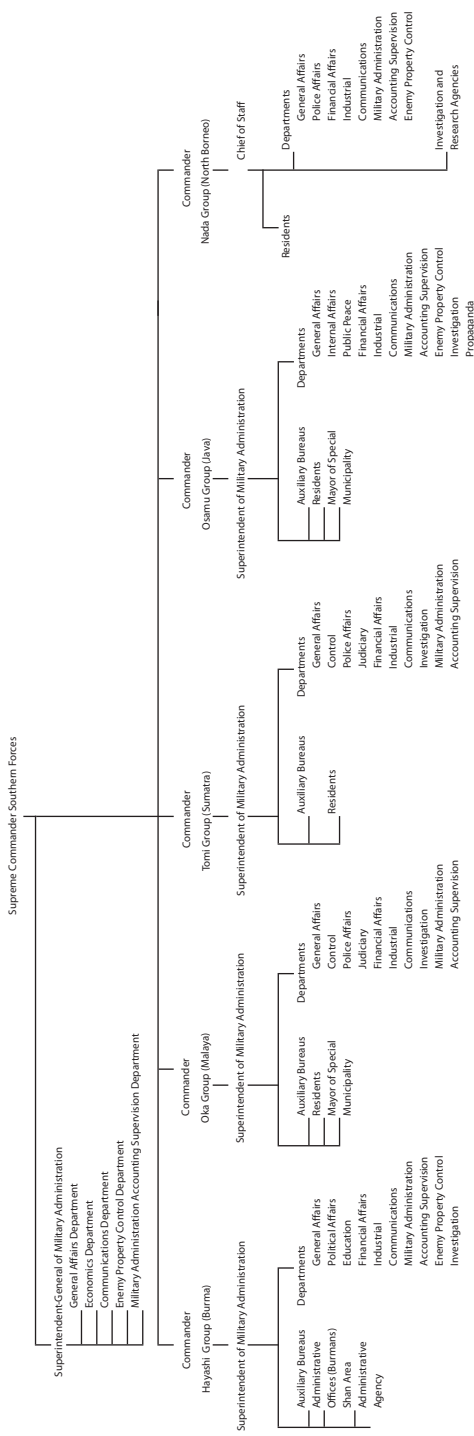 Supreme Commander Southern Forces
Superintendent-General of Military Administration
General Affairs Department
Economics Department
Communications Department
Enemy Property Control Department
Military Administration Accounting Supervision Department
Commander
Hayashi Group (Burma)
Superintendent of Military Administration
Auxiliary Bureaus
Administrative
Offices (Burmans)
Shan Area
Administrative
Agency
Departments
General Affairs
Political Affairs
Education
Financial Affairs
Industrial
Communications
Military Administration
Accounting Supervision
Enemy Property Control
Investigation
Commander
Oka Group (Malaya)
Superintendent of Military Administration
Auxiliary Bureaus
Residents
Mayor of Special
Municipality
Departments
General Affairs
Control
Police Affairs
Judiciary
Financial Affairs
Industrial
Communications
Investigation
Military Administration
Accounting Supervision
Commander
Tomi Group (Sumatra)
Superintendent of Military Administration
Auxiliary Bureaus
Residents
Departments
General Affairs
Control
Police Affairs
Judiciary
Financial Affairs
Industrial
Communications
Investigation
Military Administration
Accounting Supervision
Commander
Osamu Group (Java)
Superintendent of Military Administration
Auxiliary Bureaus
Residents
Mayor of Special
Municipality
Departments
General Affairs
Internal Affairs
Public Peace
Financial Affairs
Industrial
Communications
Military Administration
Accounting Supervision
Enemy Property Control
Investigation
Propaganda
Commander
Nada Group (North Borneo)
Chief of Staff
Residents
Departments
General Affairs
Police Affairs
Financial Affairs
Industrial
Communications
Military Administration
Accounting Supervision
Enemy Property Control
Investigation and
Research Agencies